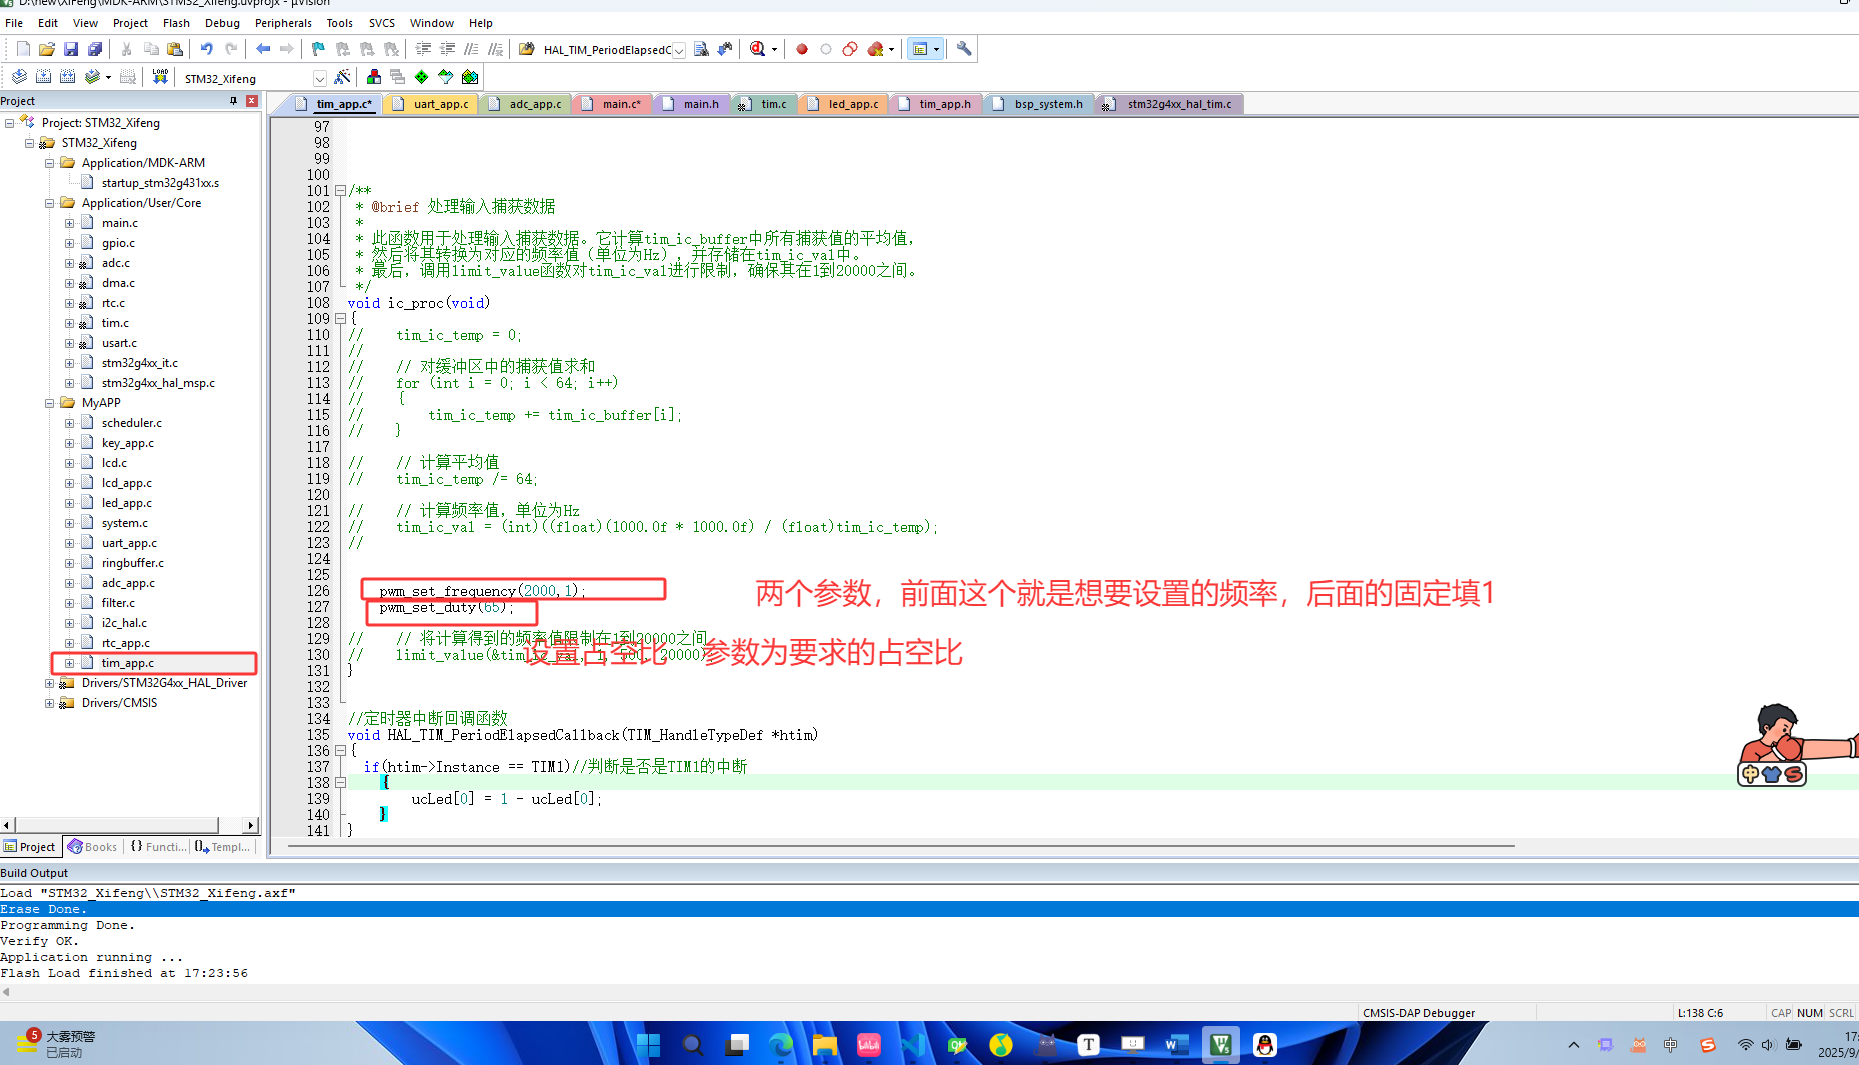 D:\new\XiFeng\MDK-ARM\STM32_Xifeng.uvprojx - µVision
File Edit View Project Flash Debug Peripherals Tools SVCS Window Help
HAL_TIM_PeriodElapsedC
LOAD STM32_Xifeng
Project
Project: STM32_Xifeng
STM32_Xifeng
Application/MDK-ARM
startup_stm32g431xx.s
Application/User/Core
main.c
gpio.c
adc.c
dma.c
rtc.c
tim.c
usart.c
stm32g4xx_it.c
stm32g4xx_hal_msp.c
MyAPP
scheduler.c
key_app.c
lcd.c
lcd_app.c
led_app.c
system.c
uart_app.c
ringbuffer.c
adc_app.c
filter.c
i2c_hal.c
rtc_app.c
tim_app.c
Drivers/STM32G4xx_HAL_Driver
Drivers/CMSIS
Project Books {} Functi... Templ...
tim_app.c* uart_app.c adc_app.c main.c* main.h tim.c led_app.c tim_app.h bsp_system.h stm32g4xx_hal_tim.c
97
98
99
100
101 /**
102 * @brief 处理输入捕获数据
103 *
104 * 此函数用于处理输入捕获数据。它计算tim_ic_buffer中所有捕获值的平均值，
105 * 然后将其转换为对应的频率值（单位为Hz），并存储在tim_ic_val中。
106 * 最后，调用limit_value函数对tim_ic_val进行限制，确保其在1到20000之间。
107 */
108 void ic_proc(void)
109 {
110 // tim_ic_temp = 0;
111 //
112 // // 对缓冲区中的捕获值求和
113 // for (int i = 0; i < 64; i++)
114 // {
115 // tim_ic_temp += tim_ic_buffer[i];
116 // }
117
118 // // 计算平均值
119 // tim_ic_temp /= 64;
120
121 // // 计算频率值，单位为Hz
122 // tim_ic_val = (int)((float)(1000.0f * 1000.0f) / (float)tim_ic_temp);
123 //
124
125
126 pwm_set_frequency(2000,1);
两个参数，前面这个就是想要设置的频率，后面的固定填1
127 pwm_set_duty(65);
128
129 // // 将计算得到的频率值限制在1到20000之间
130 // limit_value(&tim_ic_val, 1, 20000)
设置占空比 参数为要求的占空比
131 }
132
133
134 //定时器中断回调函数
135 void HAL_TIM_PeriodElapsedCallback(TIM_HandleTypeDef *htim)
136 {
137 if(htim->Instance == TIM1)//判断是否是TIM1的中断
138 {
139 ucLed[0] = 1 - ucLed[0];
140 }
141 }
中 S
Build Output
Load "STM32_Xifeng\\STM32_Xifeng.axf"
Erase Done.
Programming Done.
Verify OK.
Application running ...
Flash Load finished at 17:23:56
CMSIS-DAP Debugger L:138 C:6 CAP NUM SCRL
5 大雾预警
已启动
中
17:
2025/9/